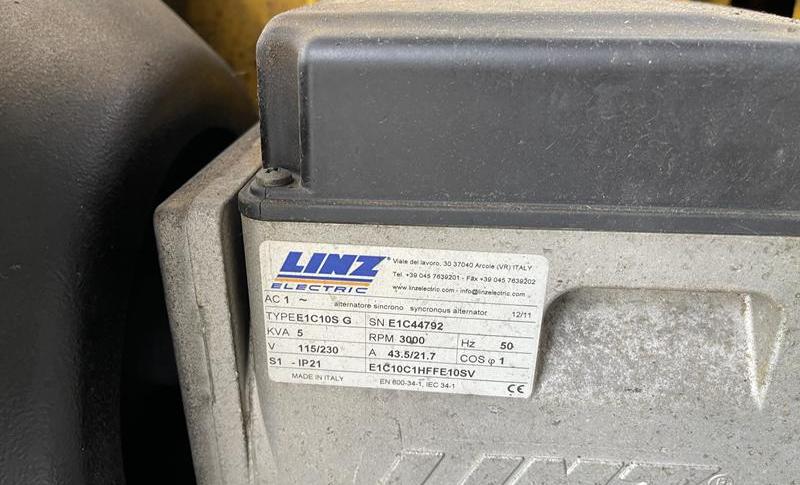 LINZ®
ELECTRIC
Viale del lavoro, 30 37040 Arcole (VR) ITALY
Tel. +39 045 7639201 - Fax +39 045 7639202
www.linzelectric.com - info@linzelectric.com
AC 1 ~ alternatore sincrono syncronous alternator 12/11
TYPE E1C10S G SN E1C44792
KVA 5 RPM 3000 Hz 50
V 115/230 A 43.5/21.7 COS φ 1
S1 - IP21 E1C10C1HFFE10SV
MADE IN ITALY EN 600-34-1, IEC 34-1 CE
LINZ®